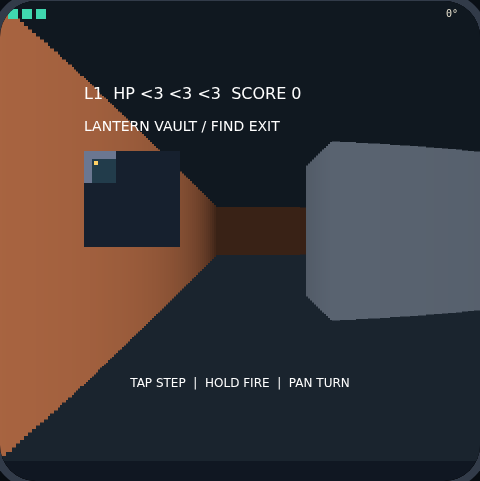 0°
L1 HP <3 <3 <3 SCORE 0
LANTERN VAULT / FIND EXIT
TAP STEP | HOLD FIRE | PAN TURN